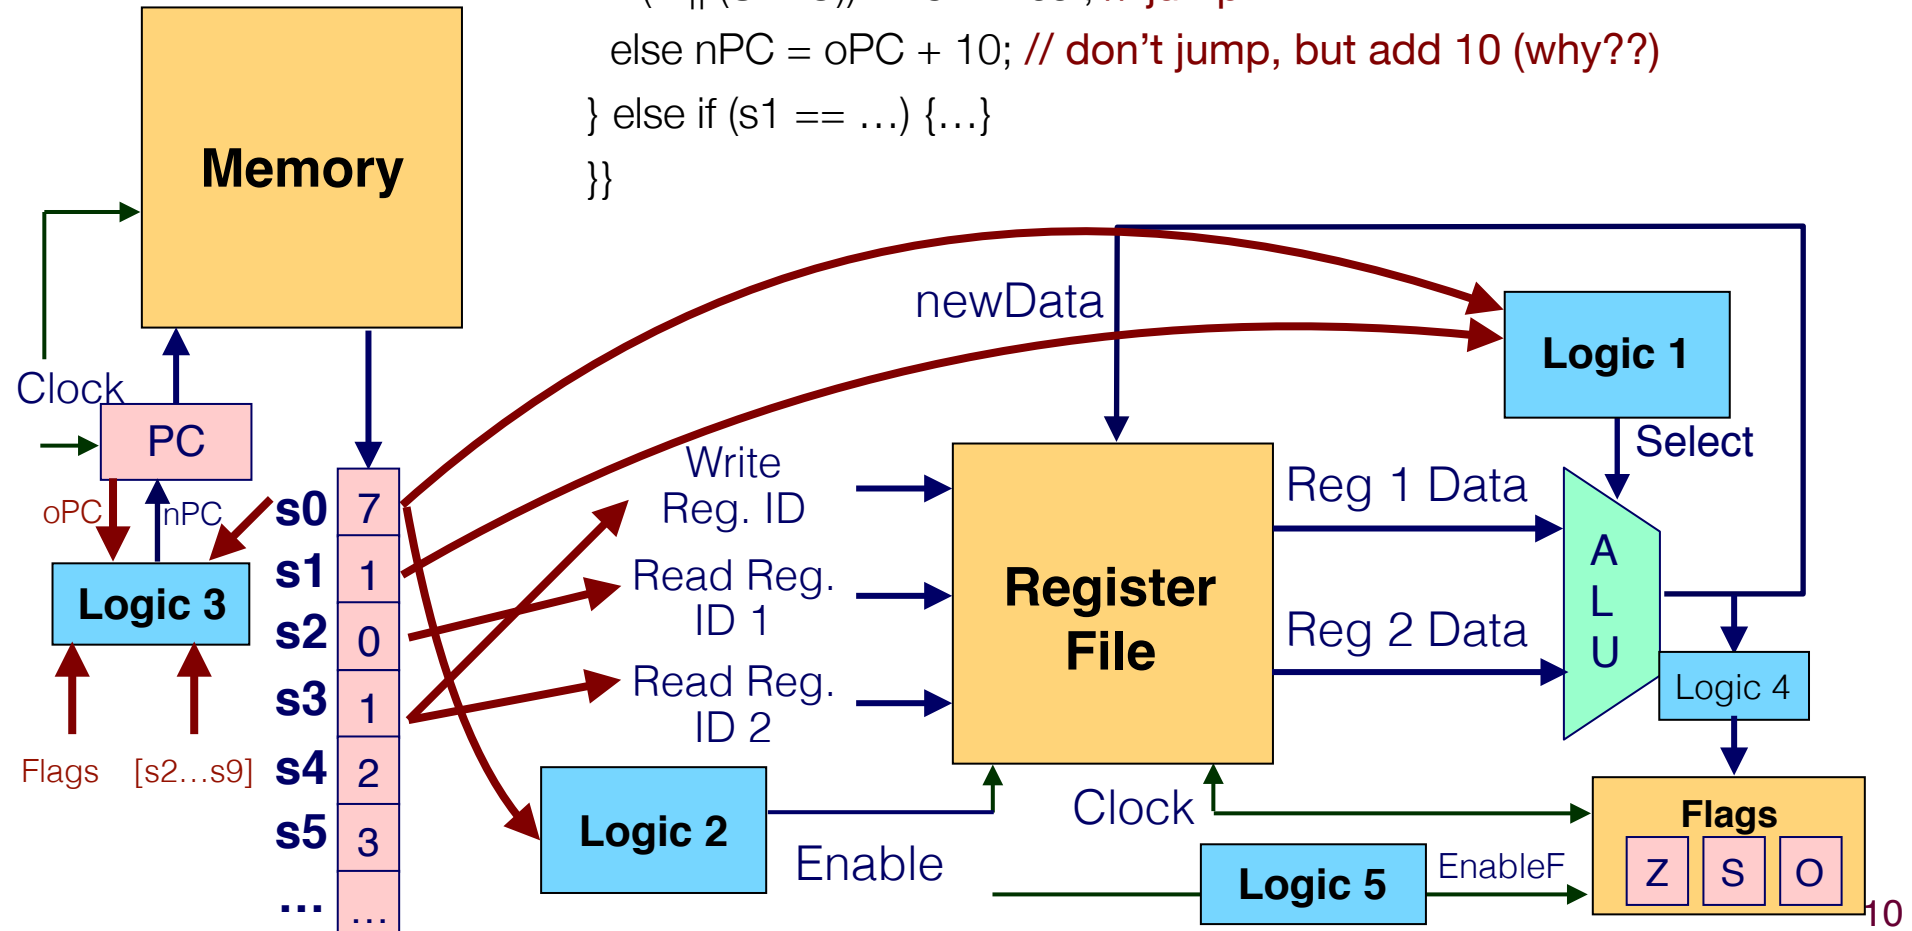 else nPC = oPC + 10; // don’t jump, but add 10 (why??)
} else if (s1 == …) {…}
}}
Memory
newData
Logic 1
Clock
PC
Select
Write
Reg. ID
Reg 1 Data
oPC
nPC
s0 7
s1 1
s2 0
s3 1
s4 2
s5 3
… …
Logic 3
Read Reg.
ID 1
Read Reg.
ID 2
Register
File
Reg 2 Data
A
L
U
Logic 4
Flags
[s2…s9]
Logic 2
Enable
Clock
Logic 5
EnableF
Flags
Z S O
10